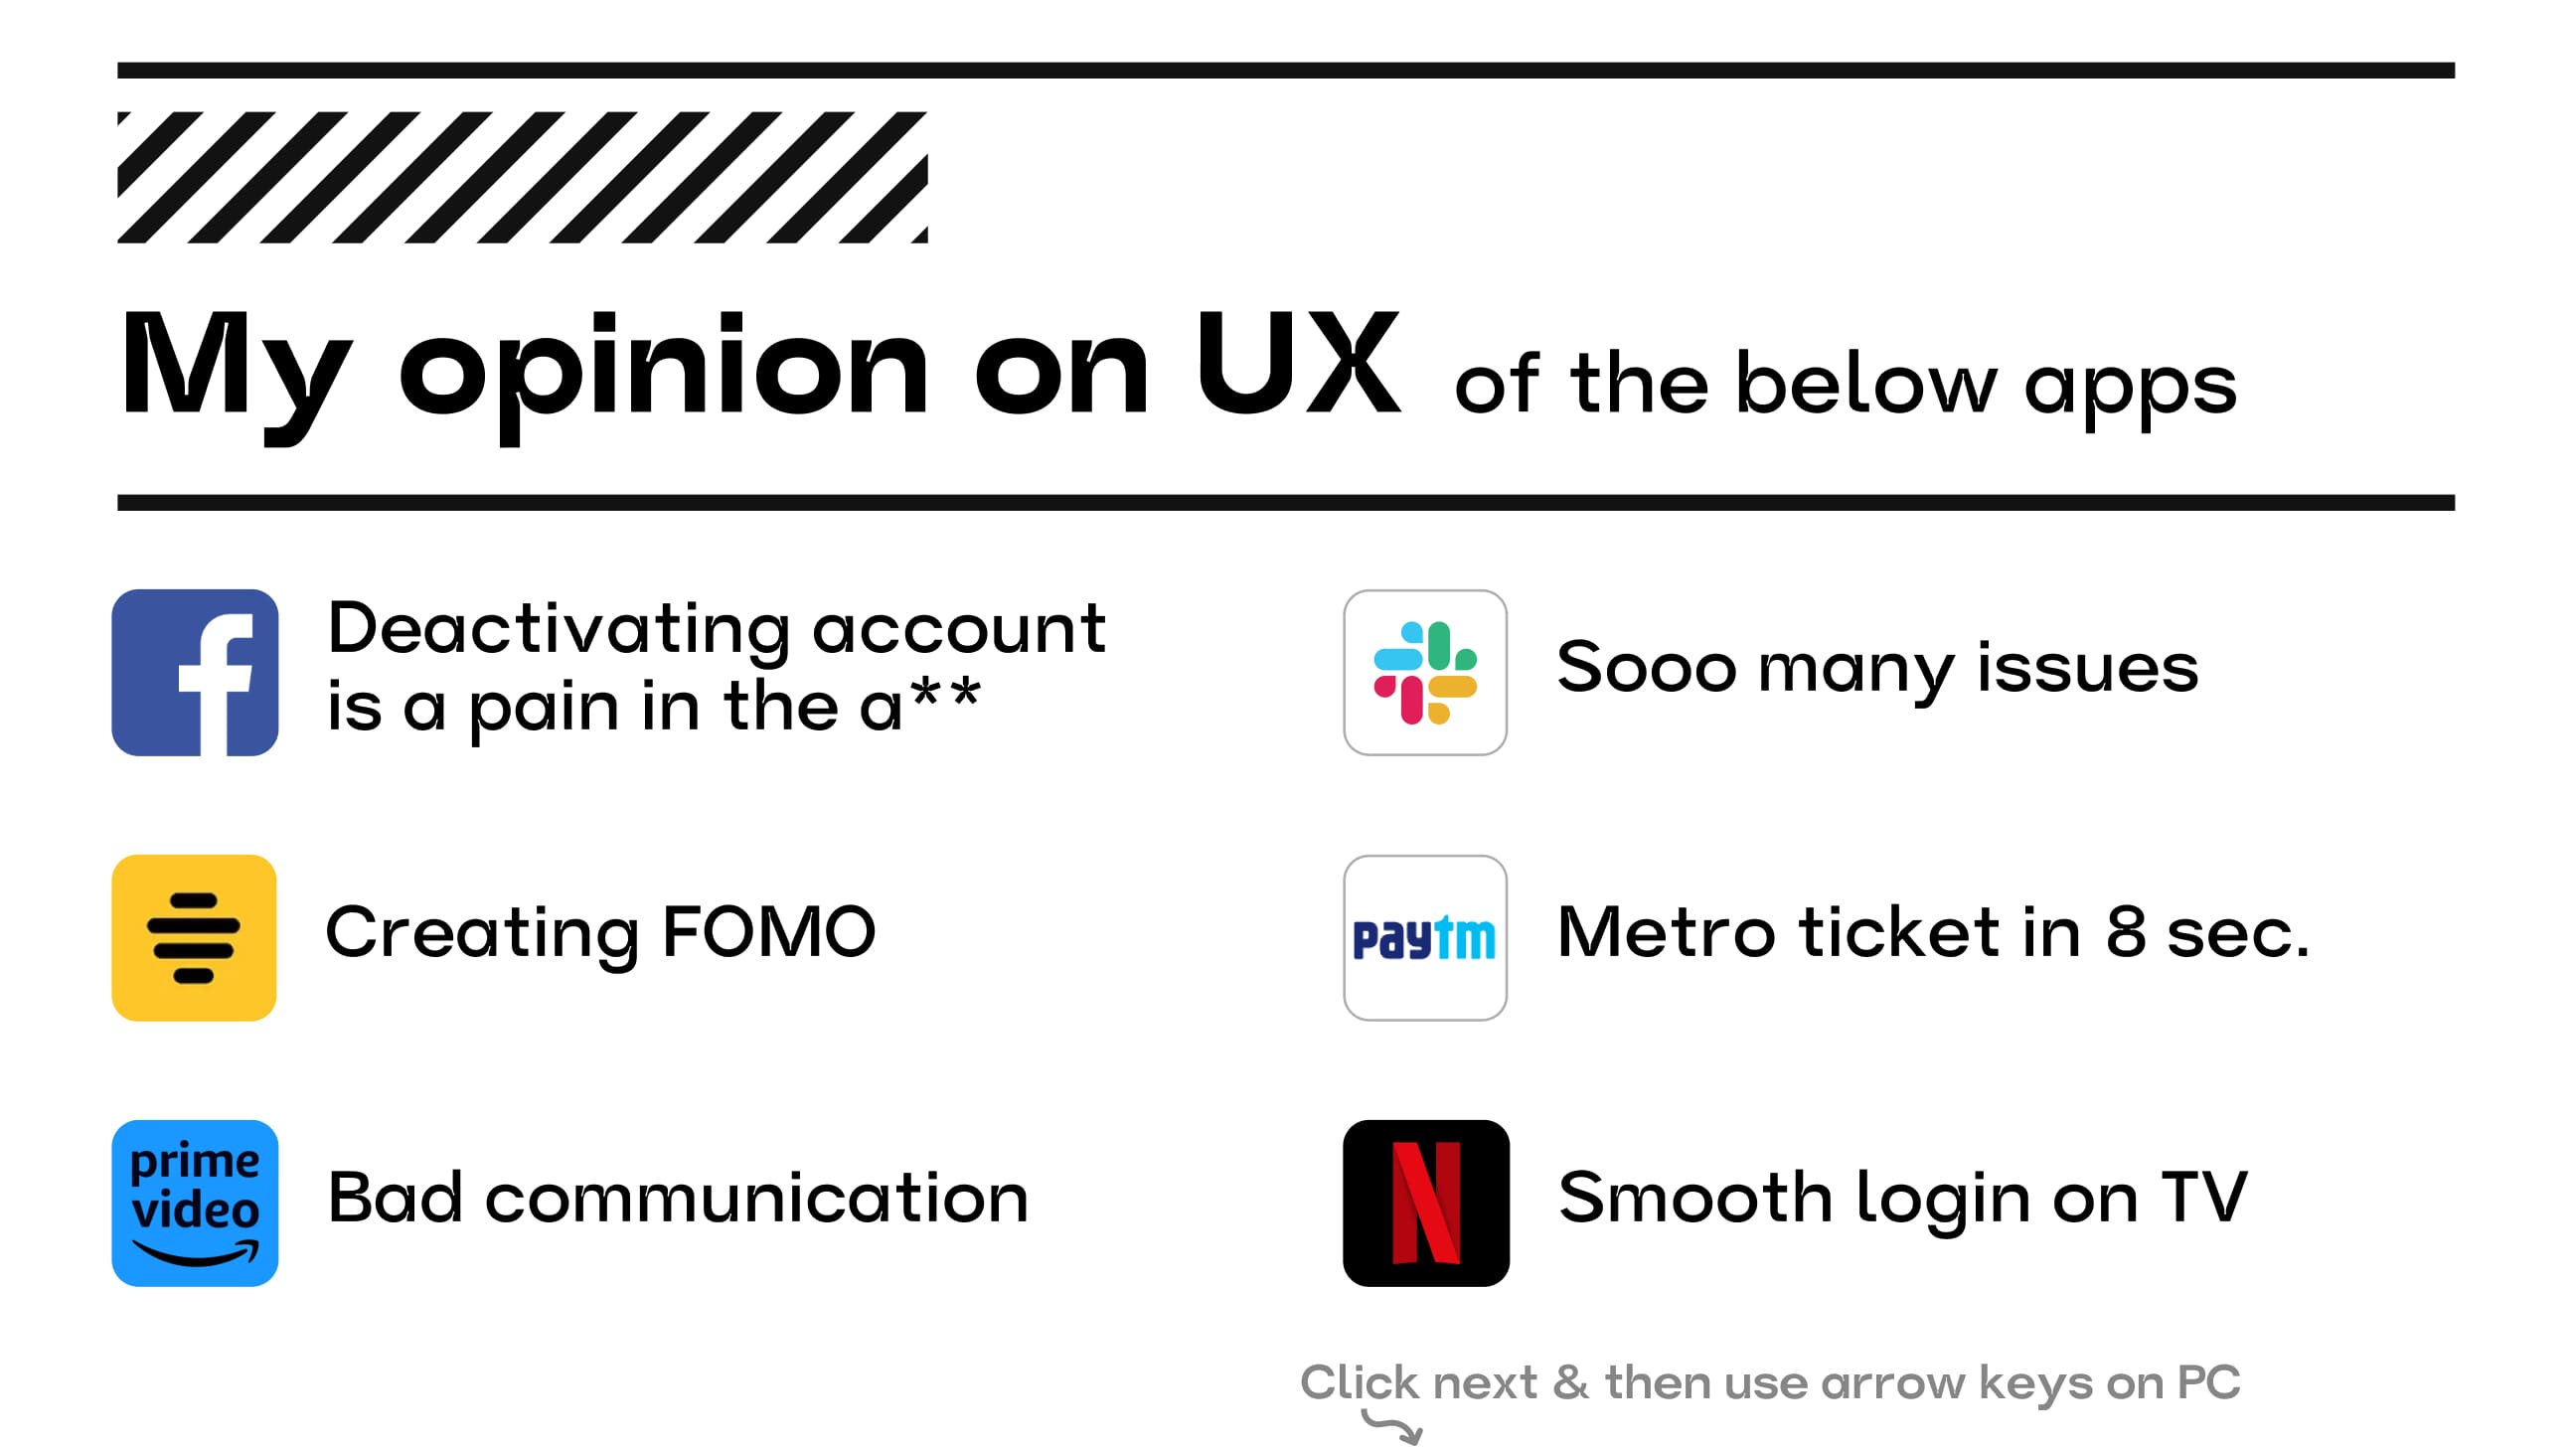 My opinion on UX of the below apps
Deactivating account
is a pain in the a**
Sooo many issues
Creating FOMO
paytm
Metro ticket in 8 sec.
prime
video
Bad communication
N
Smooth login on TV
Click next & then use arrow keys on PC